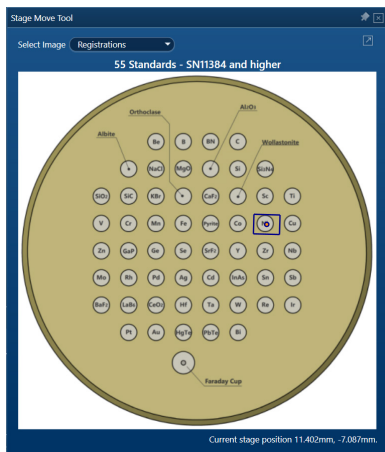 Stage Move Tool
Select Image Registrations
55 Standards - SN11384 and higher
Orthoclase Al2O3
Albite Be B BN C Wollastonite
NaCl MgO Si Si3N4
SiO2 SiC KBr CaF2 Sc Ti
V Cr Mn Fe Pyrite Co Cu
Zn GaP Ge Se SrF2 Y Zr Nb
Mo Rh Pd Ag Cd InAs Sn Sb
BaF2 LaB6 CeO2 Hf Ta W Re Ir
Pt Au HgTe PbTe Bi
Faraday Cup
Current stage position 11.402mm, -7.087mm.